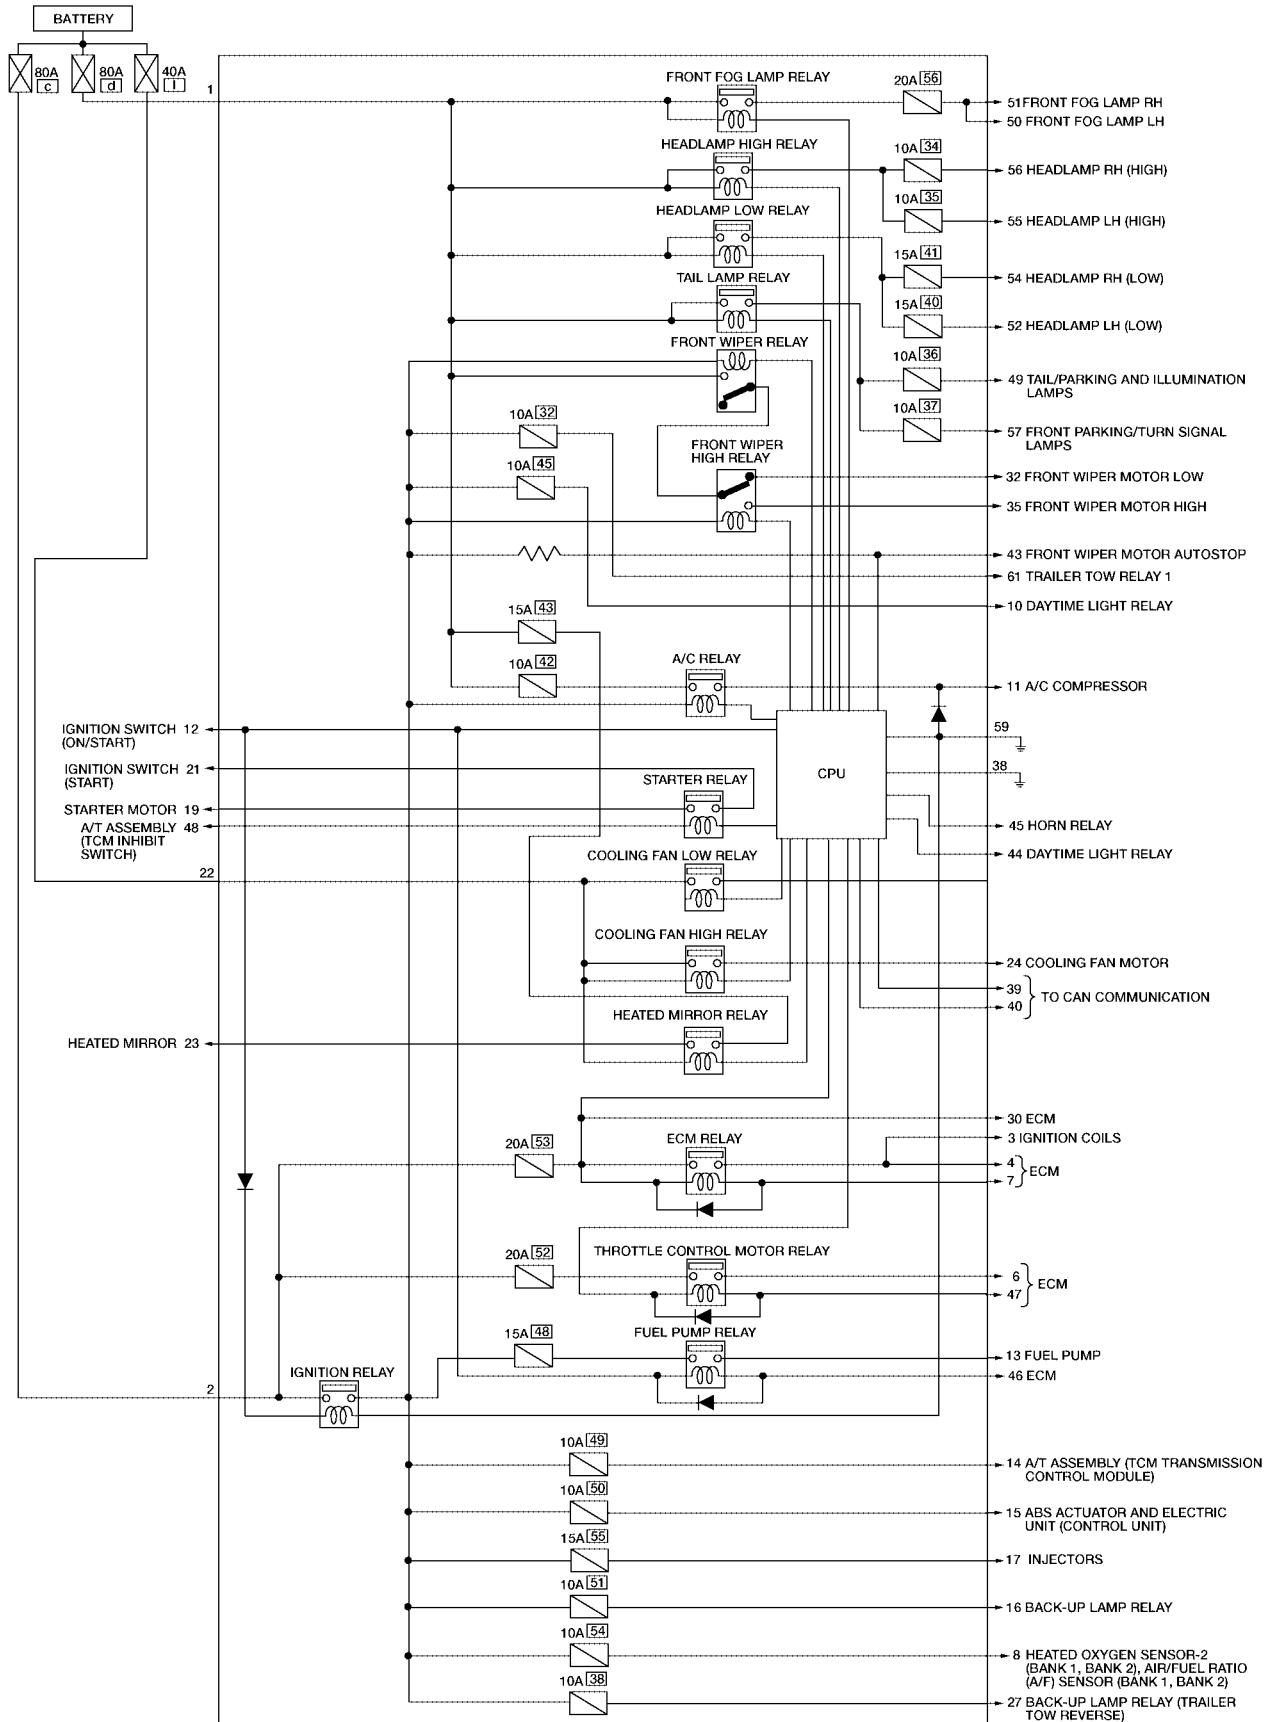 BATTERY
80A c
80A d
40A l
1
FRONT FOG LAMP RELAY
20A 56
51 FRONT FOG LAMP RH
50 FRONT FOG LAMP LH
HEADLAMP HIGH RELAY
10A 34
56 HEADLAMP RH (HIGH)
10A 35
55 HEADLAMP LH (HIGH)
HEADLAMP LOW RELAY
15A 41
54 HEADLAMP RH (LOW)
TAIL LAMP RELAY
15A 40
52 HEADLAMP LH (LOW)
FRONT WIPER RELAY
10A 36
49 TAIL/PARKING AND ILLUMINATION
LAMPS
10A 37
57 FRONT PARKING/TURN SIGNAL
LAMPS
10A 32
FRONT WIPER
HIGH RELAY
10A 45
32 FRONT WIPER MOTOR LOW
35 FRONT WIPER MOTOR HIGH
43 FRONT WIPER MOTOR AUTOSTOP
61 TRAILER TOW RELAY 1
10 DAYTIME LIGHT RELAY
15A 43
10A 42
A/C RELAY
11 A/C COMPRESSOR
IGNITION SWITCH 12
(ON/START)
59
IGNITION SWITCH 21
(START)
CPU
38
STARTER RELAY
STARTER MOTOR 19
A/T ASSEMBLY 48
(TCM INHIBIT
SWITCH)
45 HORN RELAY
44 DAYTIME LIGHT RELAY
COOLING FAN LOW RELAY
22
COOLING FAN HIGH RELAY
24 COOLING FAN MOTOR
39
40
TO CAN COMMUNICATION
HEATED MIRROR RELAY
HEATED MIRROR 23
30 ECM
3 IGNITION COILS
20A 53
ECM RELAY
4
7
ECM
THROTTLE CONTROL MOTOR RELAY
20A 52
6
47
ECM
FUEL PUMP RELAY
15A 48
13 FUEL PUMP
46 ECM
IGNITION RELAY
2
10A 49
14 A/T ASSEMBLY (TCM TRANSMISSION
CONTROL MODULE)
10A 50
15 ABS ACTUATOR AND ELECTRIC
UNIT (CONTROL UNIT)
15A 55
17 INJECTORS
10A 51
16 BACK-UP LAMP RELAY
10A 54
8 HEATED OXYGEN SENSOR-2
(BANK 1, BANK 2), AIR/FUEL RATIO
(A/F) SENSOR (BANK 1, BANK 2)
10A 38
27 BACK-UP LAMP RELAY (TRAILER
TOW REVERSE)